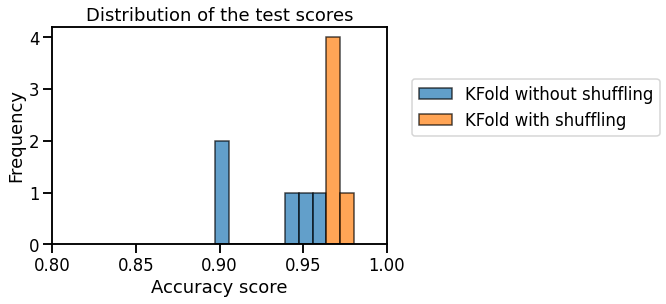 Distribution of the test scores
4
3
2
1
0
Frequency
0.80 0.85 0.90 0.95 1.00
Accuracy score
KFold without shuffling
KFold with shuffling